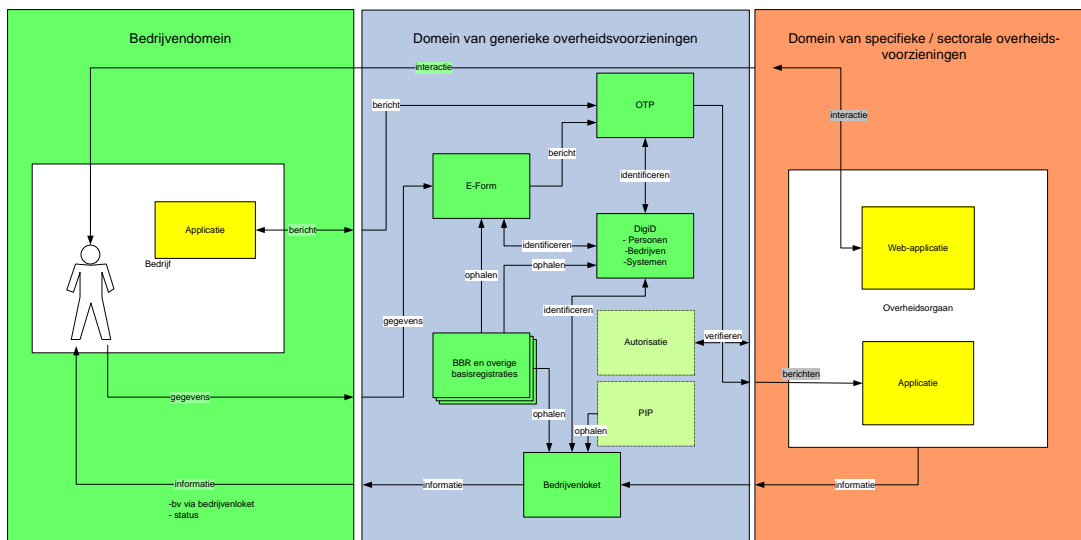 Bedrijvendomein
interactie
Applicatie
Bedrijf
bericht
gegevens
informatie
-bv via bedrijvenloket
- status
Domein van generieke overheidsvoorzieningen
bericht
OTP
bericht
E-Form
identificeren
DigiD
- Personen
-Bedrijven
-Systemen
identificeren
ophalen
ophalen
identificeren
gegevens
Autorisatie
verifieren
BBR en overige
basisregistraties
ophalen
PIP
ophalen
Bedrijvenloket
informatie
Domein van specifieke / sectorale overheids-
voorzieningen
interactie
Web-applicatie
Overheidsorgaan
Applicatie
berichten
informatie